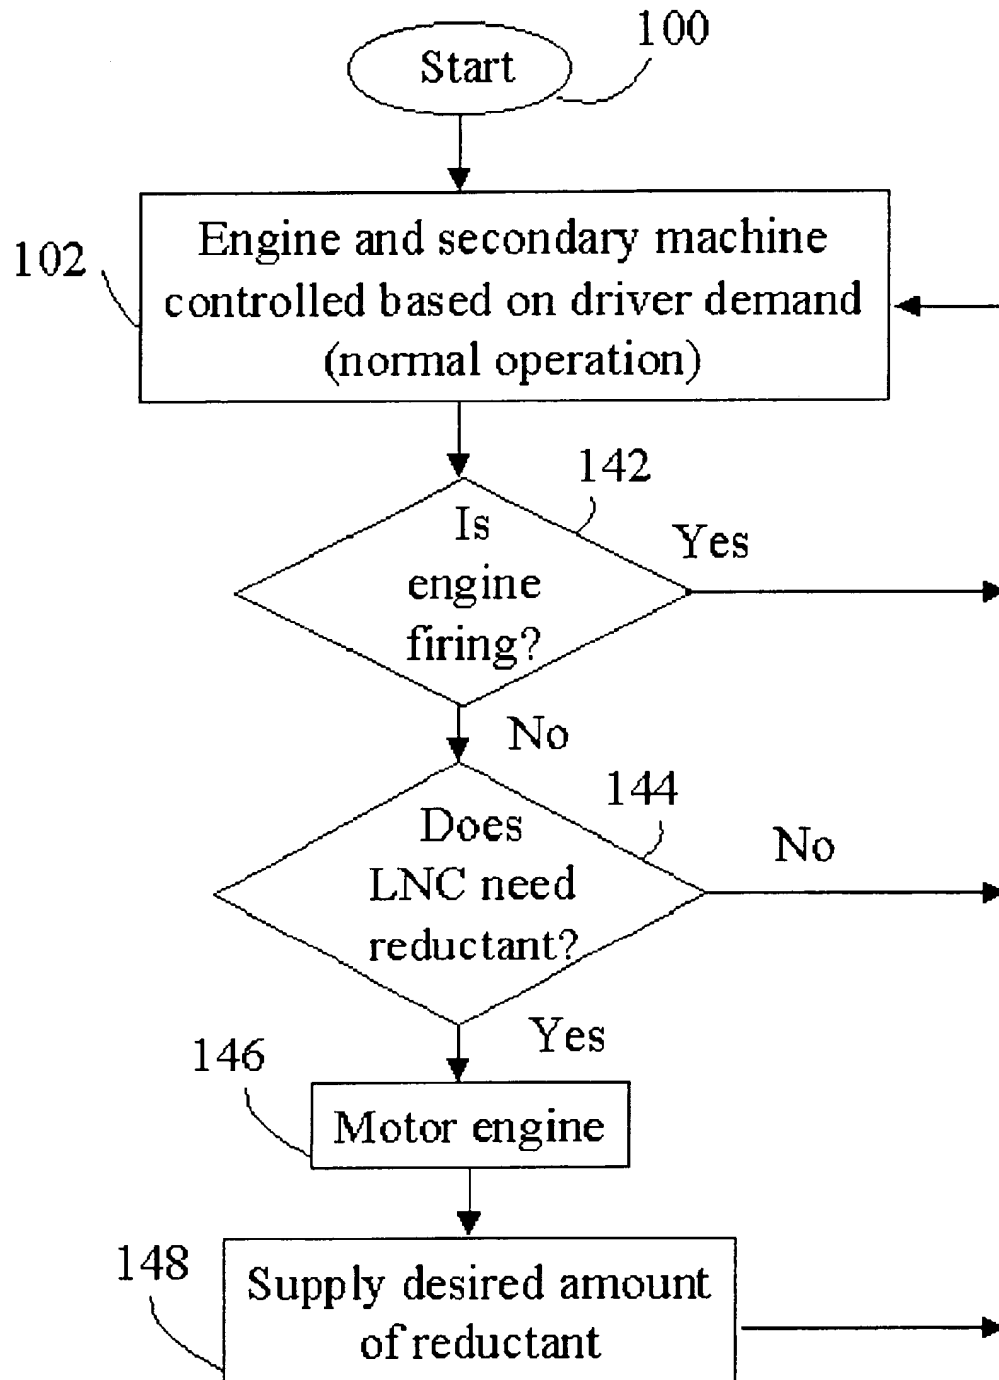 100
Start
102
Engine and secondary machine
controlled based on driver demand
(normal operation)
142
Is
engine
firing?
Yes
No
144
Does
LNC need
reductant?
No
Yes
146
Motor engine
148
Supply desired amount
of reductant